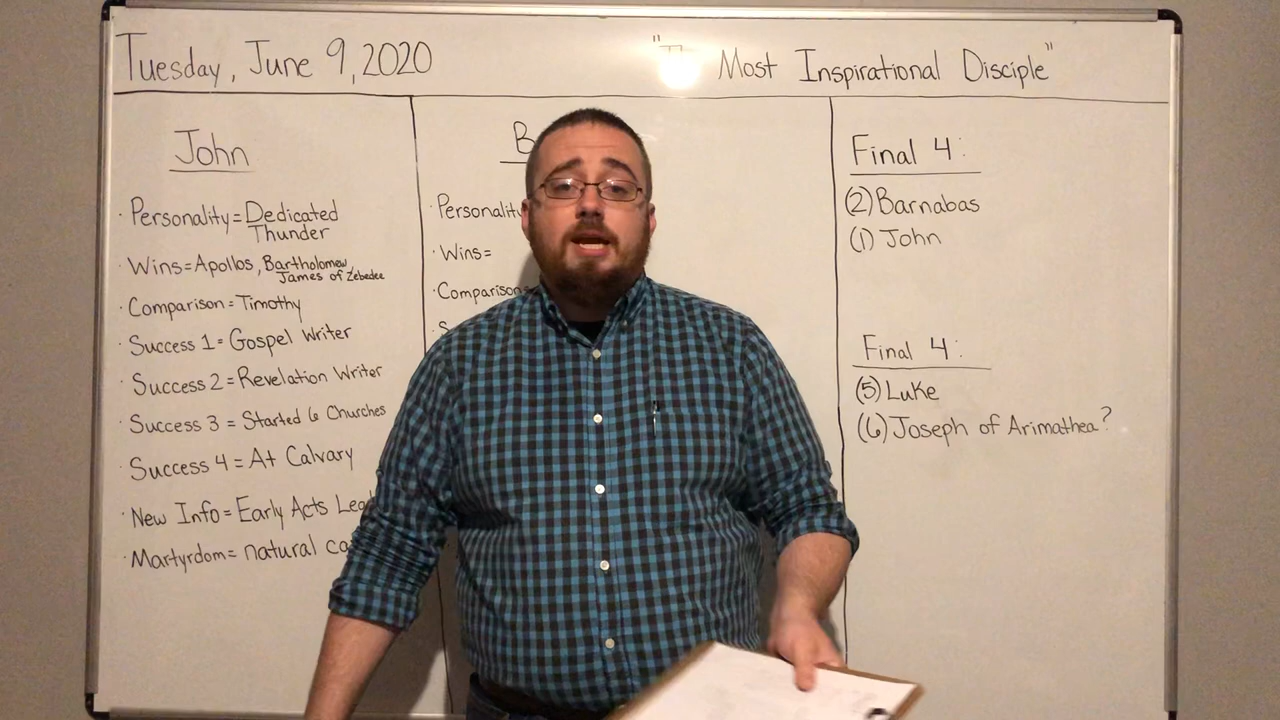 Tuesday, June 9, 2020
" Most Inspirational Disciple"
John
· Personality = Dedicated
Thunder
· Wins = Apollos, Bartholomew,
James of Zebedee
· Comparison = Timothy
· Success 1 = Gospel Writer
Success 2 = Revelation Writer
Success 3 = Started 6 Churches
Success 4 = At Calvary
· New Info = Early Acts
· Martyrdom = natural
B
· Personality
· Wins =
· Comparison
· S
Final 4:
(2) Barnabas
(1) John
Final 4:
(5) Luke
(6) Joseph of Arimathea?